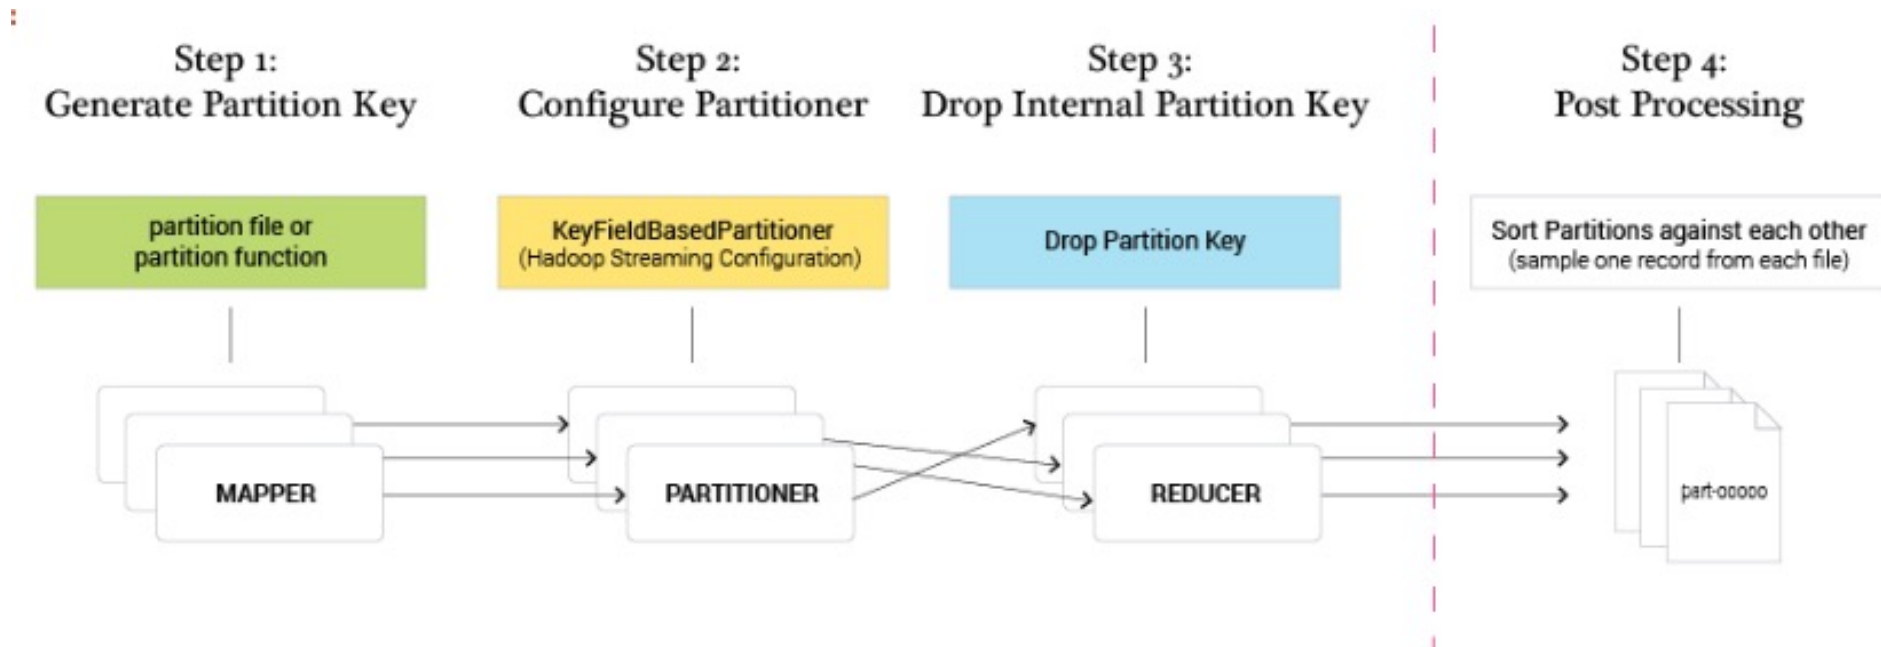 :
Step 1:
Generate Partition Key
Step 2:
Configure Partitioner
Step 3:
Drop Internal Partition Key
Step 4:
Post Processing
partition file or
partition function
KeyFieldBasedPartitioner
(Hadoop Streaming Configuration)
Drop Partition Key
Sort Partitions against each other
(sample one record from each file)
MAPPER
PARTITIONER
REDUCER
part-00000